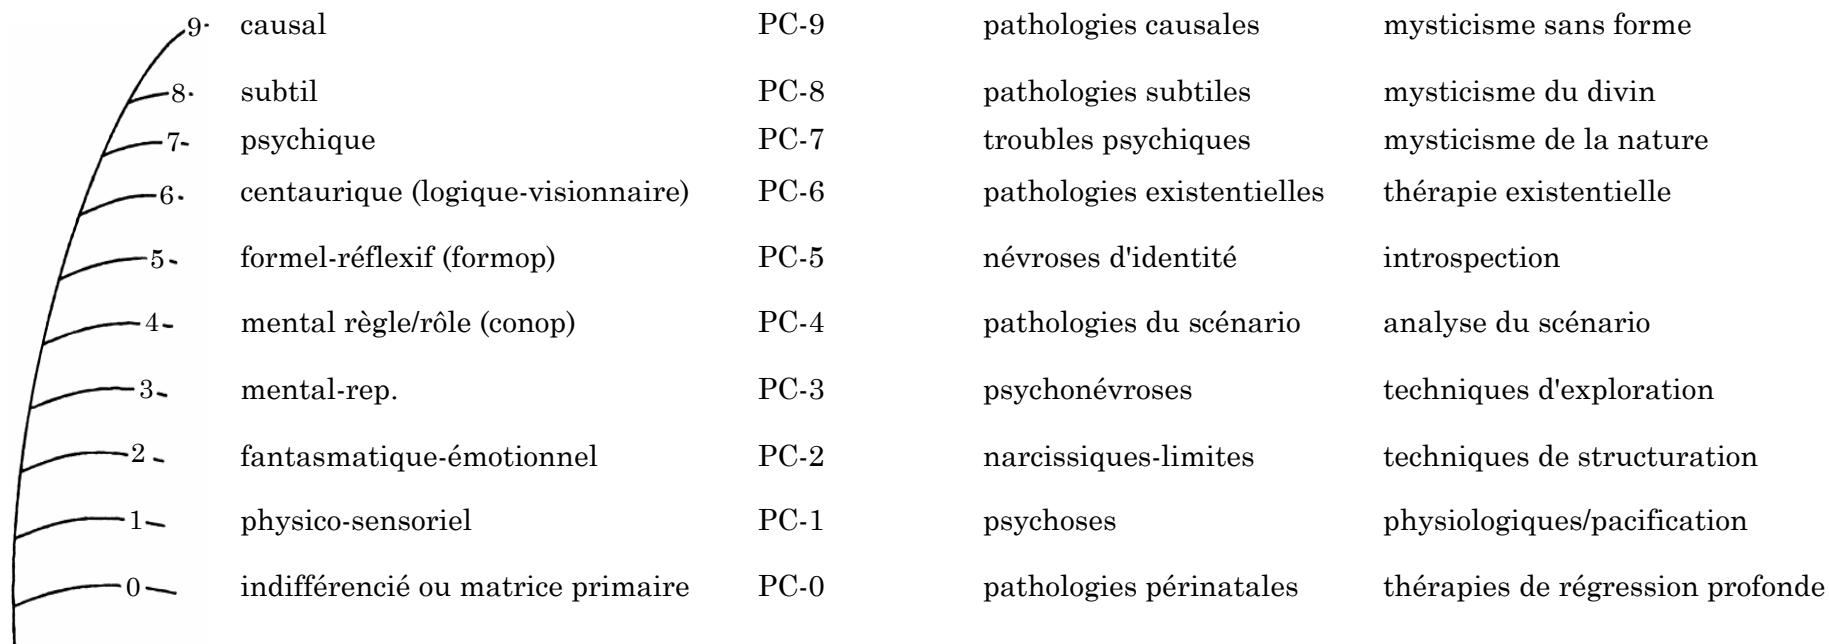 9 causal PC-9 pathologies causales mysticisme sans forme
8 subtil PC-8 pathologies subtiles mysticisme du divin
7 psychique PC-7 troubles psychiques mysticisme de la nature
6 centaurique (logique-visionnaire) PC-6 pathologies existentielles thérapie existentielle
5 formel-réflexif (formop) PC-5 névroses d'identité introspection
4 mental règle/rôle (conop) PC-4 pathologies du scénario analyse du scénario
3 mental-rep. PC-3 psychonévroses techniques d'exploration
2 fantasmatique-émotionnel PC-2 narcissiques-limites techniques de structuration
1 physico-sensoriel PC-1 psychoses physiologiques/pacification
0 indifférencié ou matrice primaire PC-0 pathologies périnatales thérapies de régression profonde